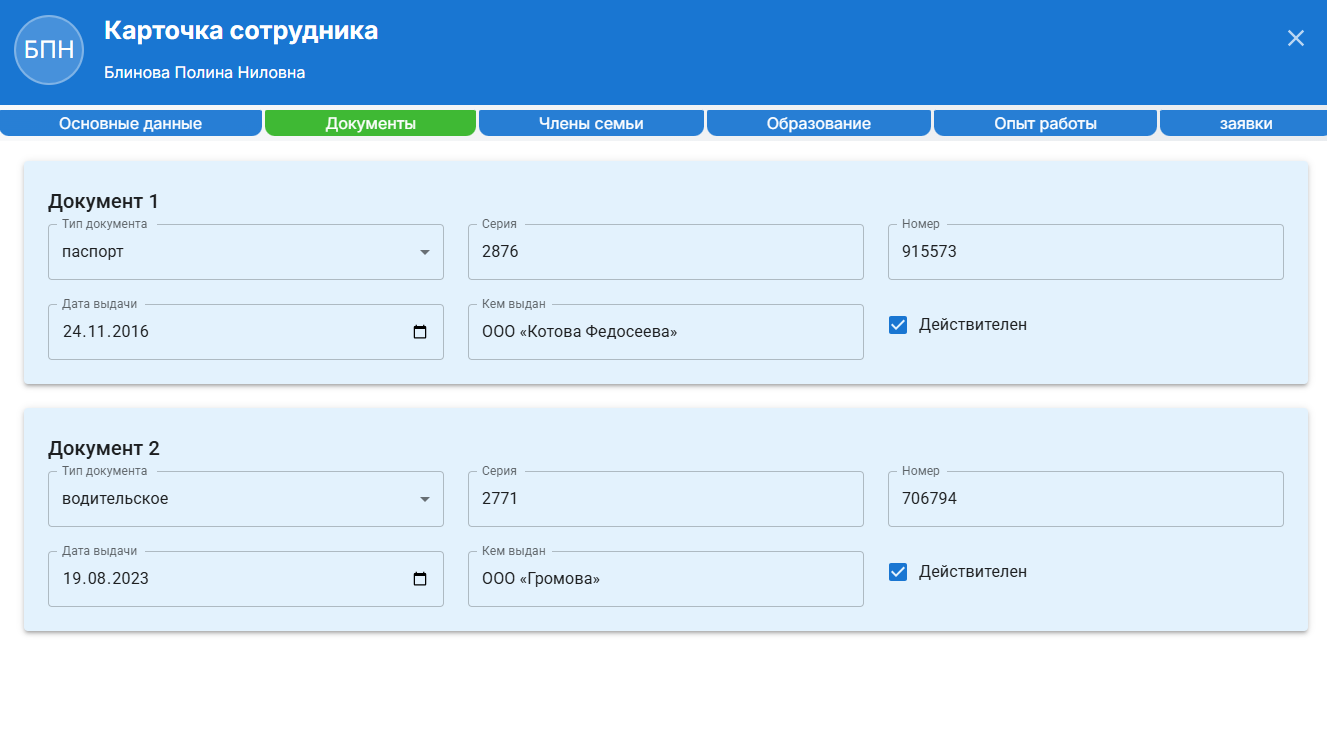 БПН
Карточка сотрудника
Блинова Полина Ниловна
Основные данные Документы Члены семьи Образование Опыт работы заявки
Документ 1
Тип документа Серия Номер
паспорт 2876 915573
Дата выдачи Кем выдан
24.11.2016 ООО «Котова Федосеева» Действителен
Документ 2
Тип документа Серия Номер
водительское 2771 706794
Дата выдачи Кем выдан
19.08.2023 ООО «Громова» Действителен